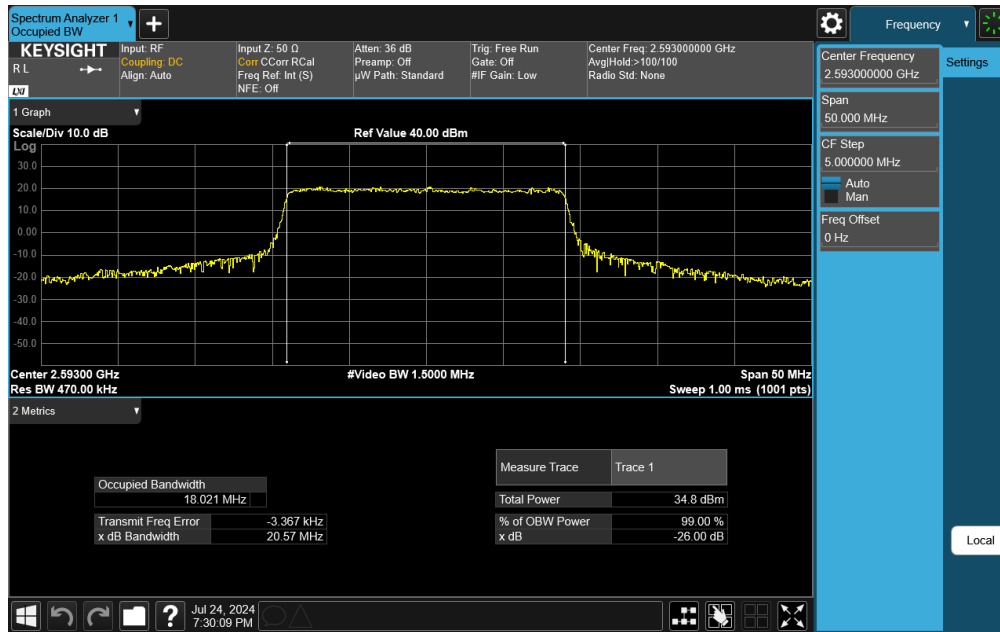 Spectrum Analyzer 1
Occupied BW
+
Frequency
KEYSIGHT
R L
LXI
Input: RF
Coupling: DC
Align: Auto
Input Z: 50 Ω
Corr CCorr RCal
Freq Ref: Int (S)
NFE: Off
Atten: 36 dB
Preamp: Off
µW Path: Standard
Trig: Free Run
Gate: Off
#IF Gain: Low
Center Freq: 2.593000000 GHz
Avg|Hold:>100/100
Radio Std: None
Center Frequency
2.593000000 GHz
Settings
Span
50.000 MHz
CF Step
5.000000 MHz
Auto
Man
Freq Offset
0 Hz
Local
1 Graph
Scale/Div 10.0 dB
Ref Value 40.00 dBm
Log
30.0
20.0
10.0
0.00
-10.0
-20.0
-30.0
-40.0
-50.0
Center 2.59300 GHz
#Video BW 1.5000 MHz
Span 50 MHz
Res BW 470.00 kHz
Sweep 1.00 ms (1001 pts)
2 Metrics
Measure Trace Trace 1
Occupied Bandwidth
18.021 MHz
Total Power 34.8 dBm
Transmit Freq Error -3.367 kHz
% of OBW Power 99.00 %
x dB Bandwidth 20.57 MHz
x dB -26.00 dB
?
Jul 24, 2024
7:30:09 PM